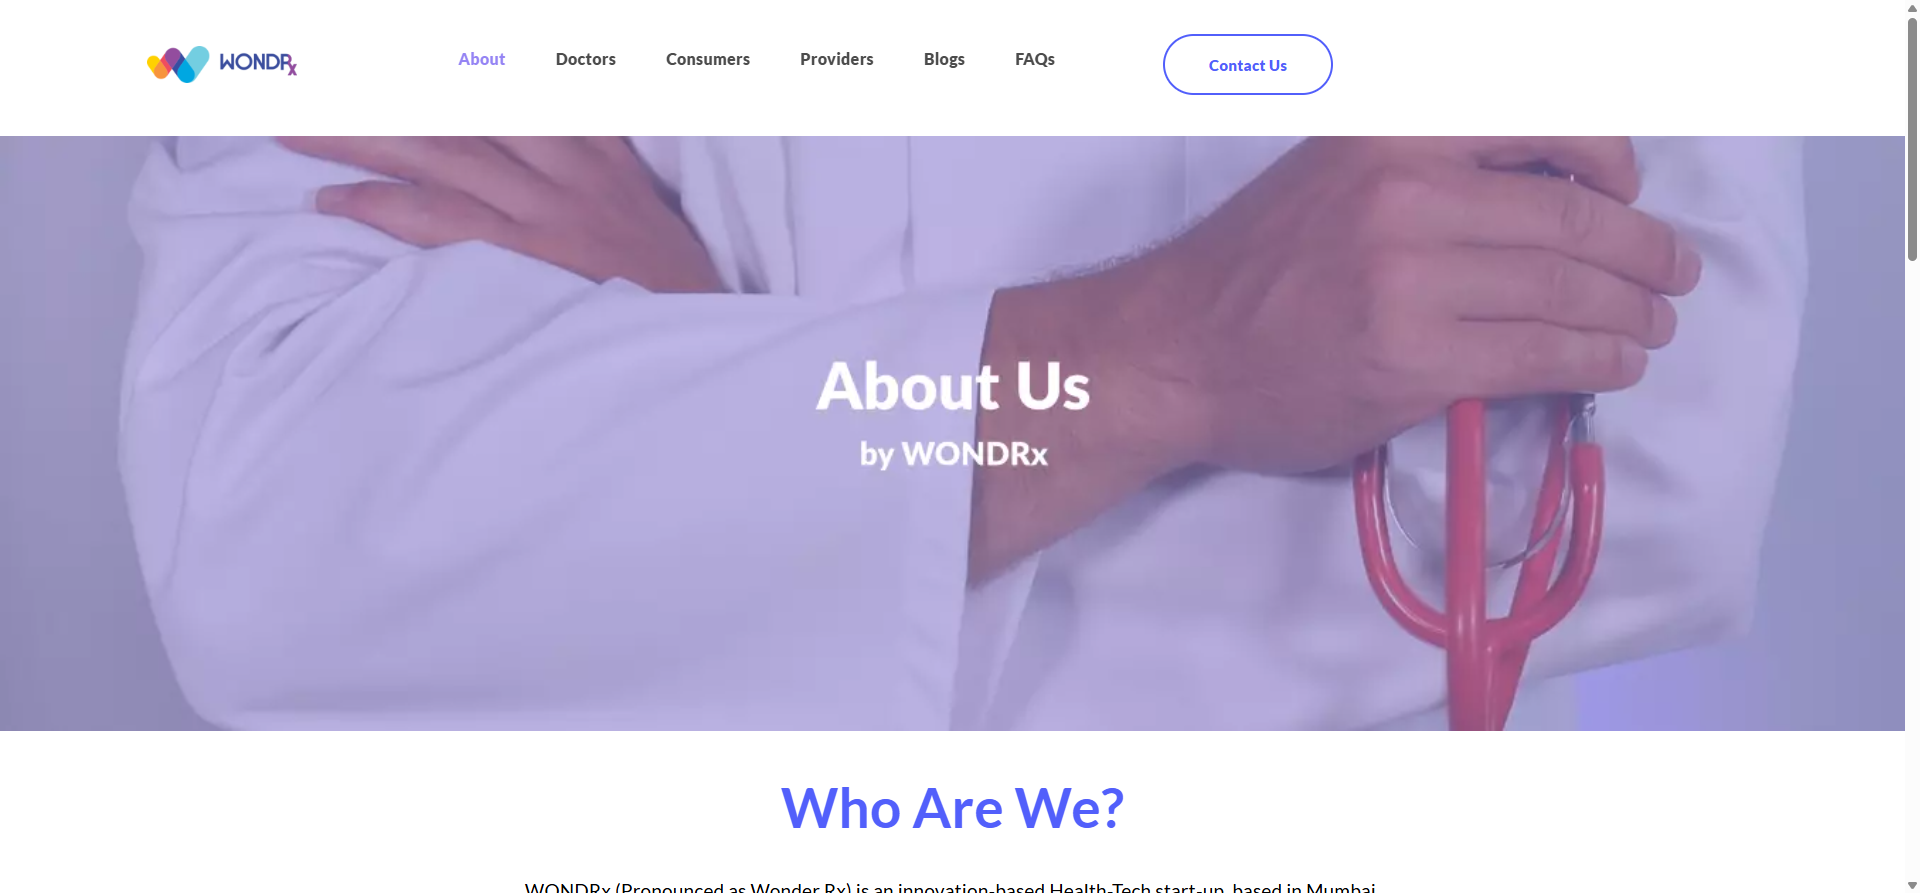 WONDRx
About
Doctors
Consumers
Providers
Blogs
FAQs
Contact Us
About Us
by WONDRx
Who Are We?
WONDRx (Pronounced as Wonder Rx) is an innovation-based Health-Tech start-up, based in Mumbai